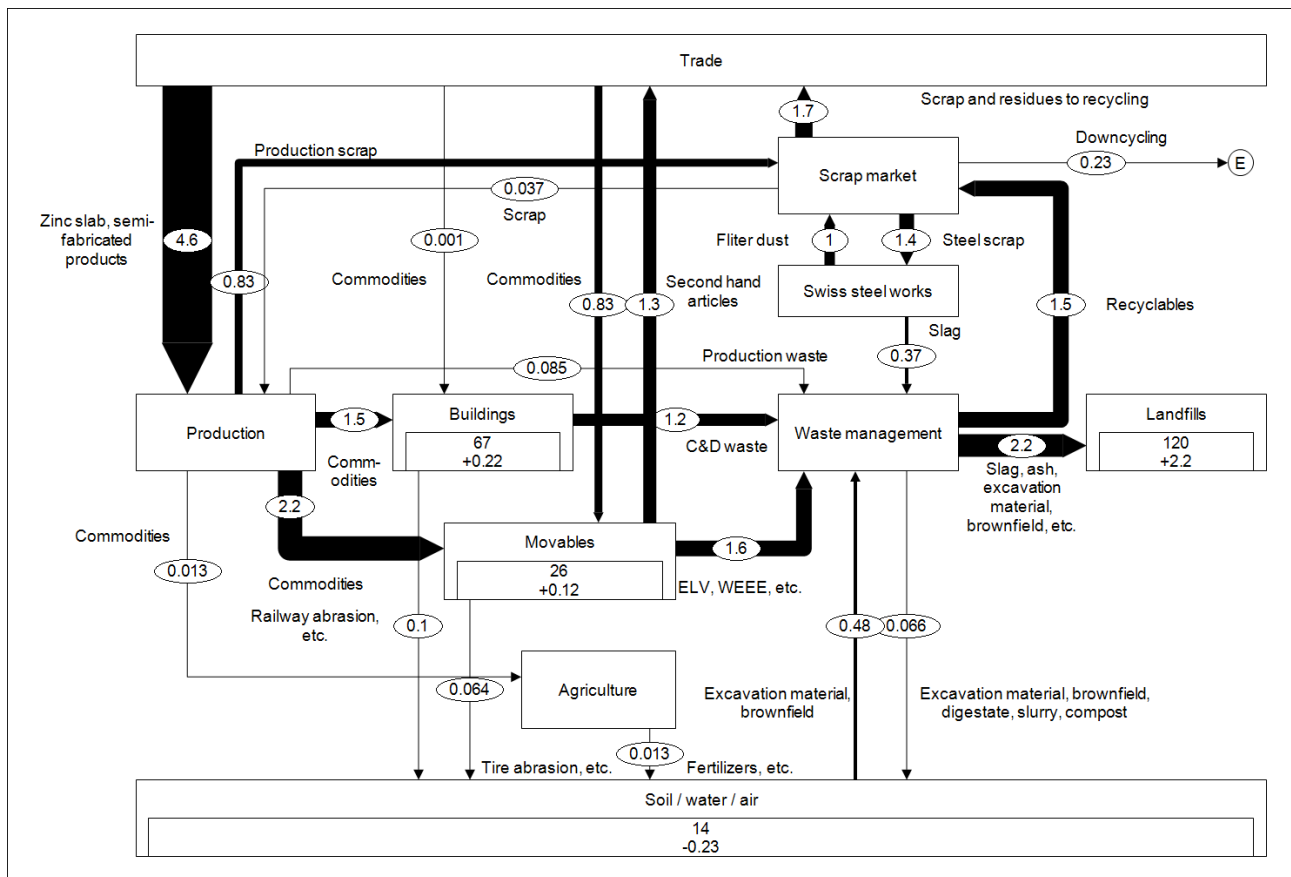 Trade
Scrap and residues to recycling
1.7
Downcycling
0.23
E
Production scrap
Scrap market
0.037
Scrap
Zinc slab, semi-
fabricated
products
4.6
0.001
Fliter dust
1
1.4
Steel scrap
0.83
Commodities
Commodities
0.83
1.3
Second hand
articles
Swiss steel works
1.5
Recyclables
Slag
0.37
Production waste
0.085
Production
1.5
Comm-
odities
Buildings
67
+0.22
1.2
C&D waste
Waste management
2.2
Slag, ash,
excavation
material,
brownfield, etc.
Landfills
120
+2.2
2.2
Commodities
Commodities
0.013
Movables
26
+0.12
1.6
ELV, WEEE, etc.
Railway abrasion,
etc.
0.1
0.48
0.066
0.064
Agriculture
Excavation material,
brownfield
Excavation material, brownfield,
digestate, slurry, compost
0.013
Tire abrasion, etc.
Fertilizers, etc.
Soil / water / air
14
-0.23